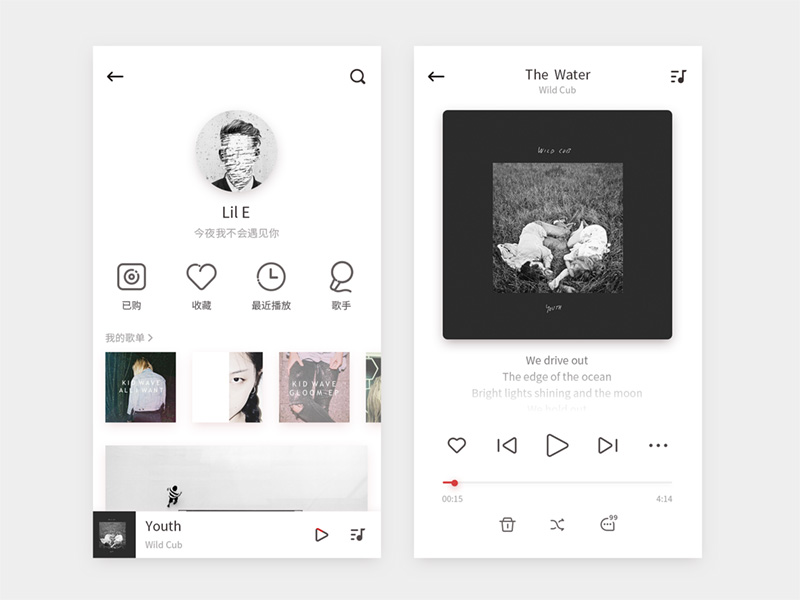 Lil E
今夜我不会遇见你
已购
收藏
最近播放
歌手
我的歌单
KID WAVE
ALL I WANT
KID WAVE
GLOOM-EP
Youth
Wild Cub
The Water
Wild Cub
WILD CUB
YOUTH
We drive out
The edge of the ocean
Bright lights shining and the moon
00:15
4:14
99